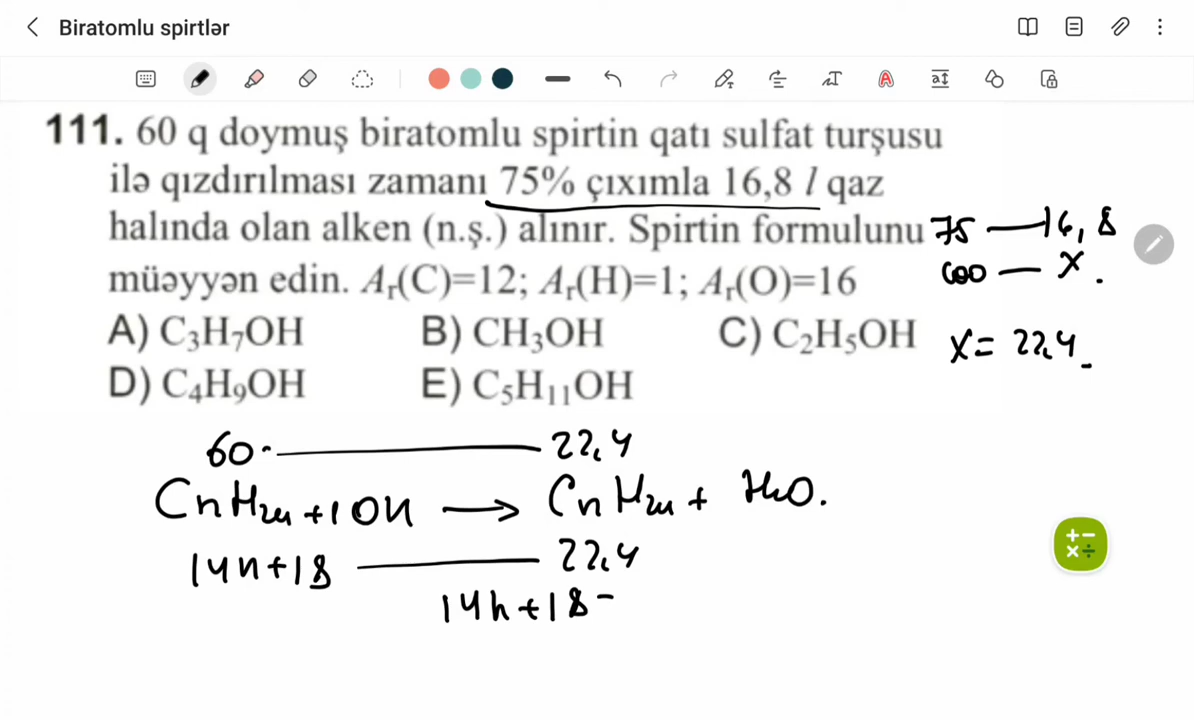 Biratomlu spirtlər
111. 60 q doymuş biratomlu spirtin qatı sulfat turşusu
ilə qızdırılması zamanı 75% çıxımla 16,8 l qaz
halında olan alken (n.ş.) alınır. Spirtin formulunu
müəyyən edin. Aᵣ(C)=12; Aᵣ(H)=1; Aᵣ(O)=16
A) C₃H₇OH B) CH₃OH C) C₂H₅OH
D) C₄H₉OH E) C₅H₁₁OH
75 — 16,8
100 — X.
X= 22,4
60 — 22,4
CnH2n+1OH → CnH2n + H2O.
14n+18 — 22,4
14n+18=